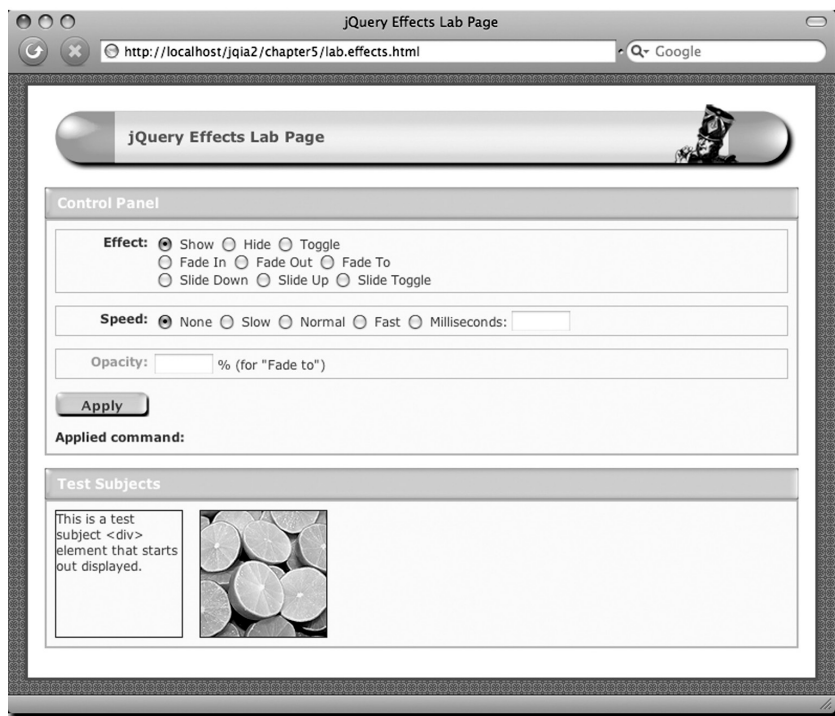 jQuery Effects Lab Page
http://localhost/jqia2/chapter5/lab.effects.html
Google
jQuery Effects Lab Page
Control Panel
Effect: Show Hide Toggle
Fade In Fade Out Fade To
Slide Down Slide Up Slide Toggle
Speed: None Slow Normal Fast Milliseconds:
Opacity: % (for "Fade to")
Apply
Applied command:
Test Subjects
This is a test
subject <div>
element that starts
out displayed.